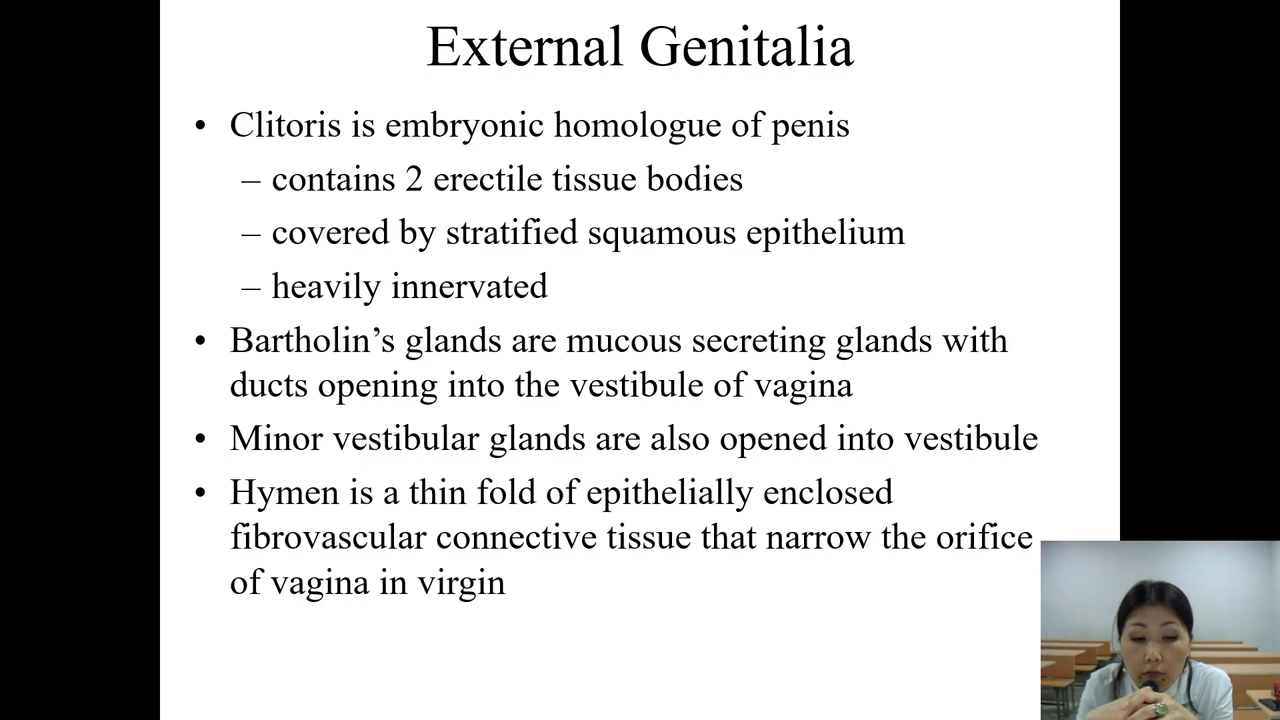 External Genitalia
• Clitoris is embryonic homologue of penis
– contains 2 erectile tissue bodies
– covered by stratified squamous epithelium
– heavily innervated
• Bartholin’s glands are mucous secreting glands with
ducts opening into the vestibule of vagina
• Minor vestibular glands are also opened into vestibule
• Hymen is a thin fold of epithelially enclosed
fibrovascular connective tissue that narrow the orifice
of vagina in virgin